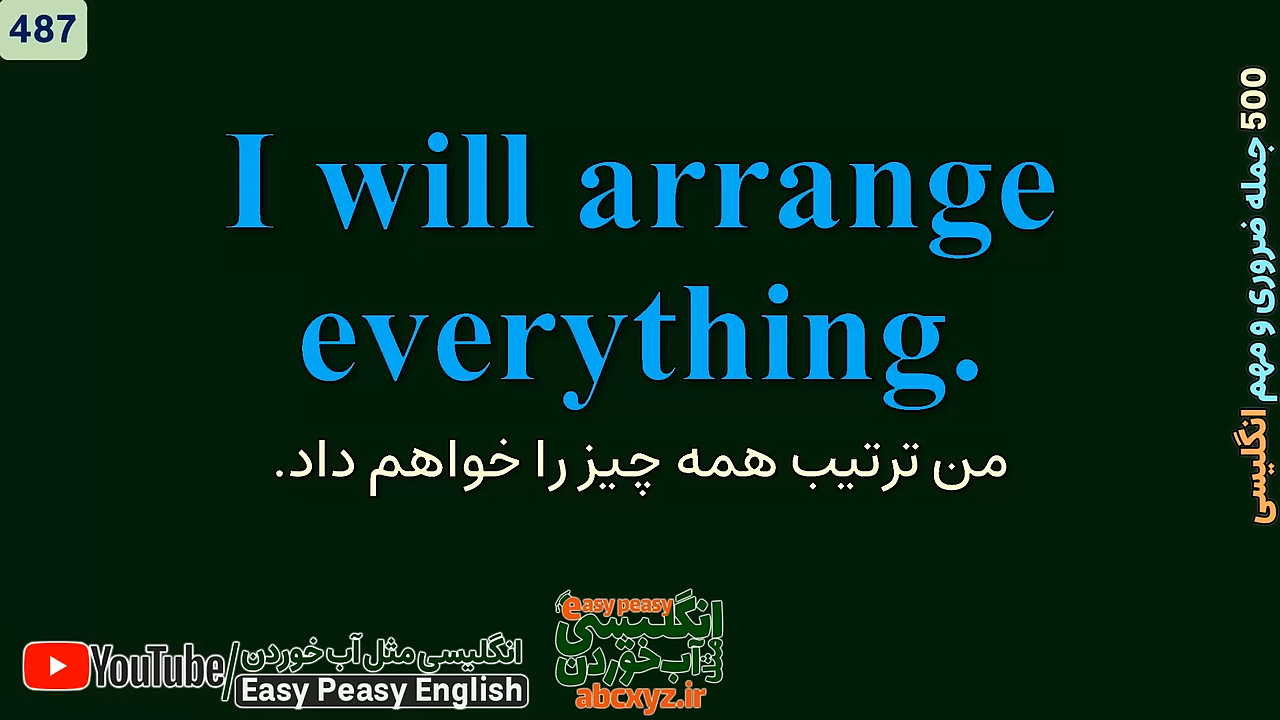 487
I will arrange
everything.
من ترتیب همه چیز را خواهم داد.
500 جمله ضروری و مهم انگلیسی
YouTube/انگلیسی مثل آب خوردن
Easy Peasy English
easy peasy
انگلیسی
مثل آب خوردن
abcxyz.ir